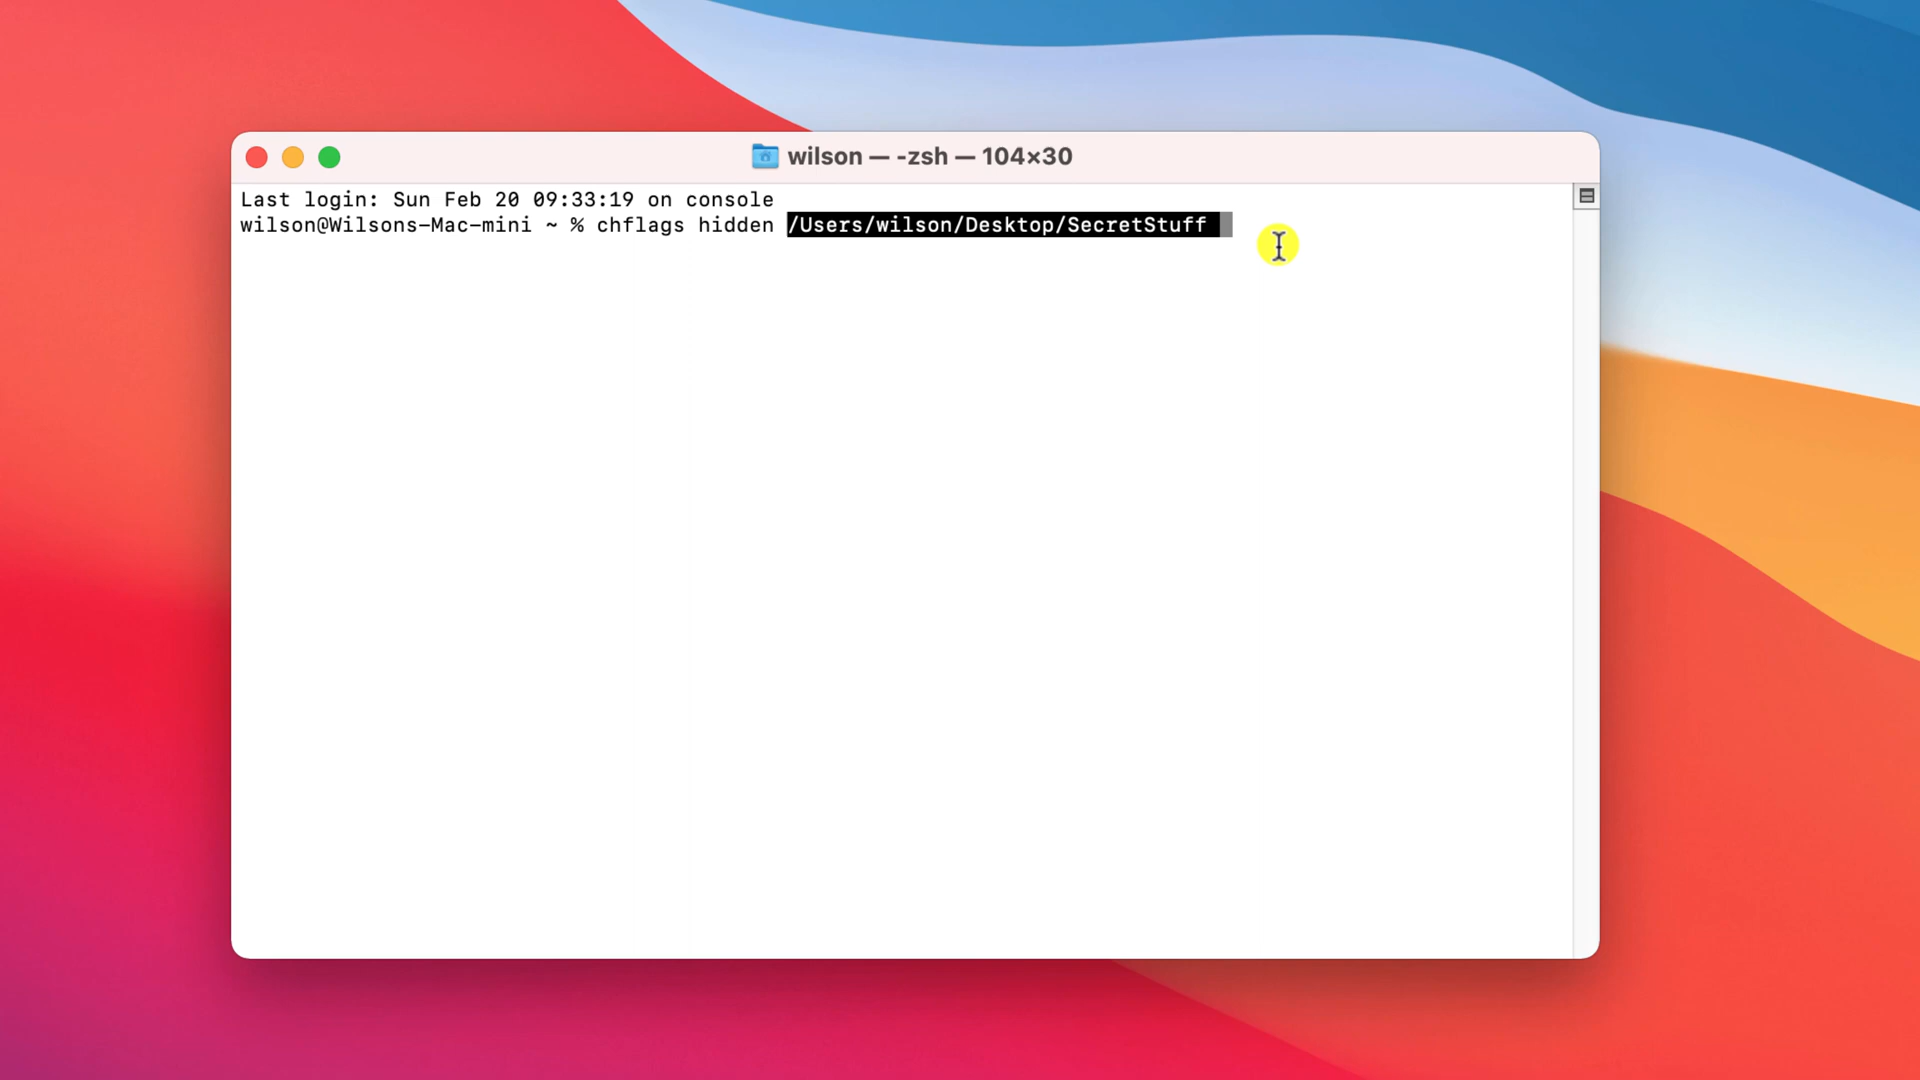 wilson — -zsh — 104×30
Last login: Sun Feb 20 09:33:19 on console
wilson@Wilsons-Mac-mini ~ % chflags hidden /Users/wilson/Desktop/SecretStuff